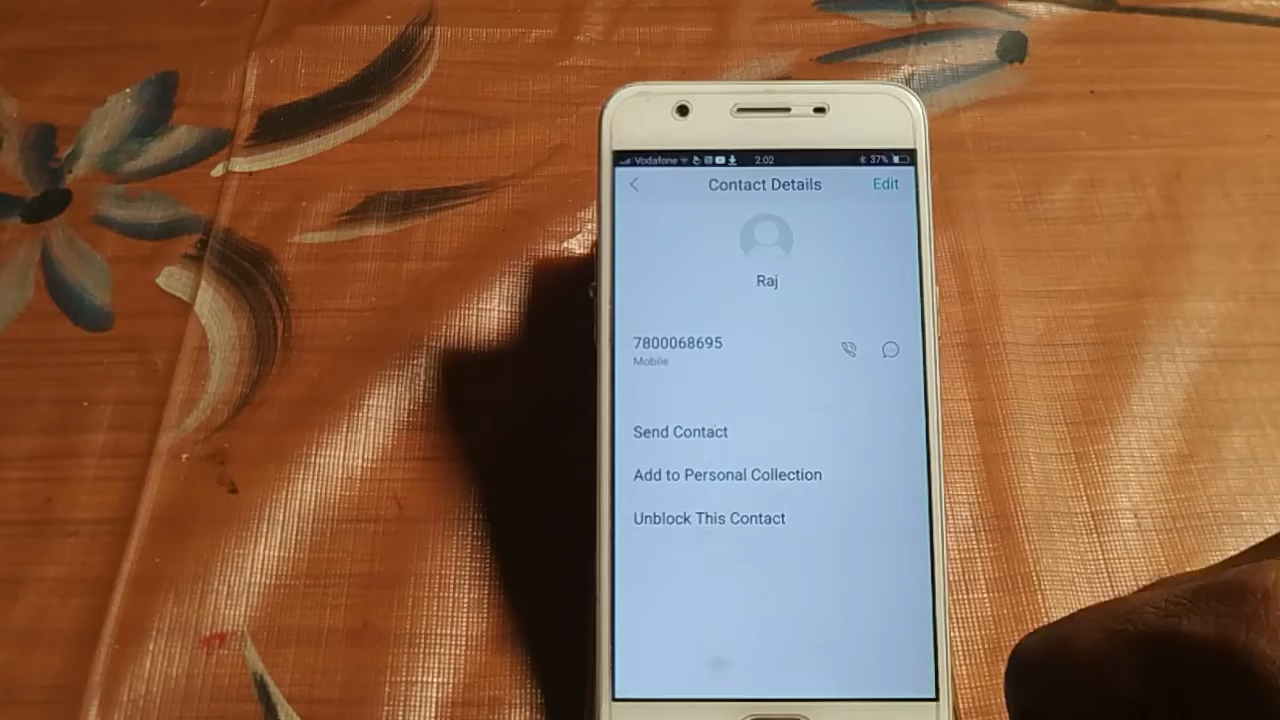 Vodafone 2:02 37%
Contact Details Edit
Raj
7800068695
Mobile
Send Contact
Add to Personal Collection
Unblock This Contact